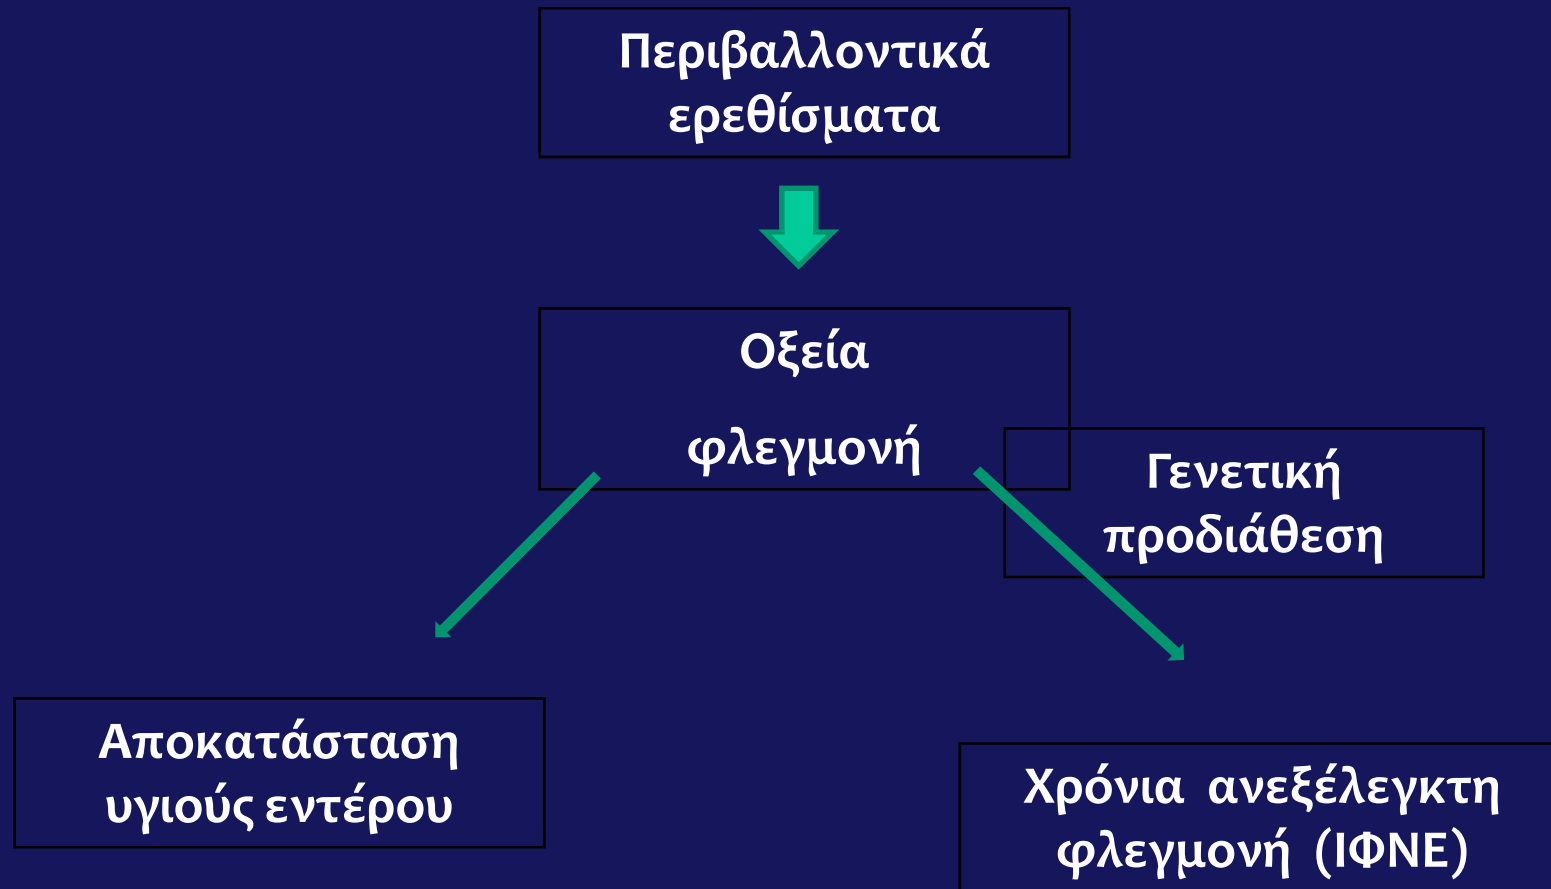 Περιβαλλοντικά
ερεθίσματα
Οξεία
φλεγμονή
Γενετική
προδιάθεση
Αποκατάσταση
υγιούς εντέρου
Χρόνια ανεξέλεγκτη
φλεγμονή (ΙΦΝΕ)